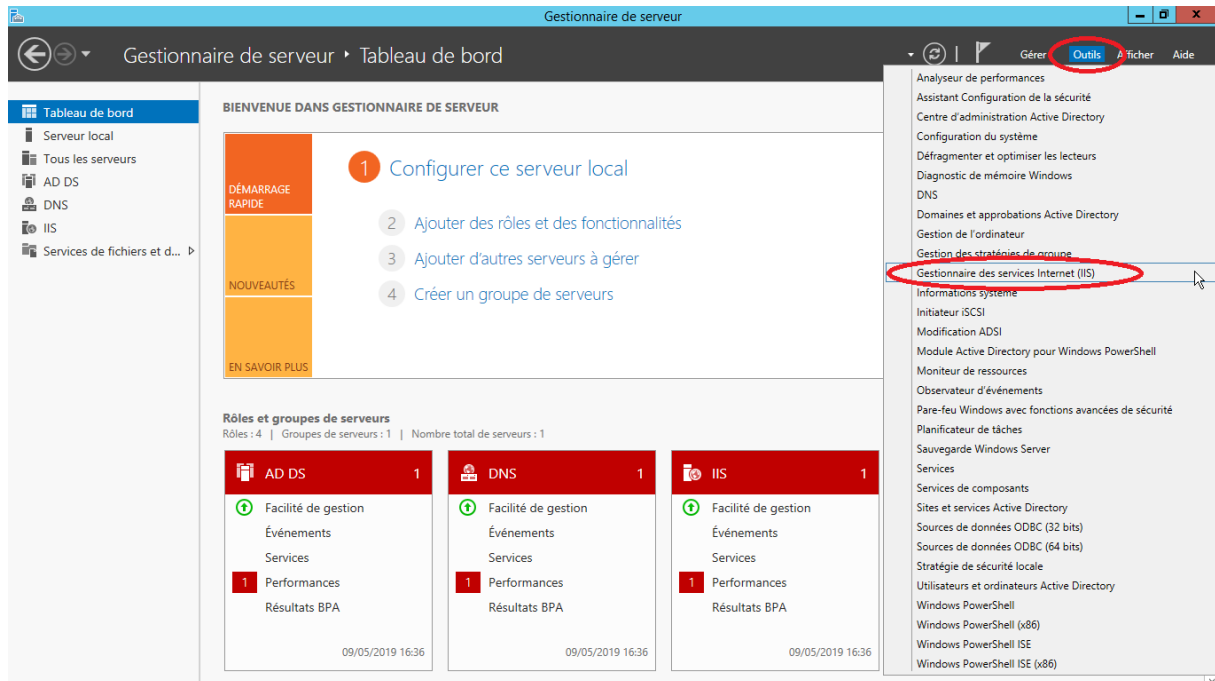 Gestionnaire de serveur
Gestionnaire de serveur ‣ Tableau de bord
Gérer Outils Afficher Aide
Tableau de bord
Serveur local
Tous les serveurs
AD DS
DNS
IIS
Services de fichiers et d...
BIENVENUE DANS GESTIONNAIRE DE SERVEUR
DÉMARRAGE
RAPIDE
NOUVEAUTÉS
EN SAVOIR PLUS
1 Configurer ce serveur local
2 Ajouter des rôles et des fonctionnalités
3 Ajouter d'autres serveurs à gérer
4 Créer un groupe de serveurs
Rôles et groupes de serveurs
Rôles : 4 | Groupes de serveurs : 1 | Nombre total de serveurs : 1
AD DS 1
Facilité de gestion
Événements
Services
1 Performances
Résultats BPA
09/05/2019 16:36
DNS 1
Facilité de gestion
Événements
Services
1 Performances
Résultats BPA
09/05/2019 16:36
IIS 1
Facilité de gestion
Événements
Services
1 Performances
Résultats BPA
09/05/2019 16:36
Analyseur de performances
Assistant Configuration de la sécurité
Centre d'administration Active Directory
Configuration du système
Défragmenter et optimiser les lecteurs
Diagnostic de mémoire Windows
DNS
Domaines et approbations Active Directory
Gestion de l'ordinateur
Gestion des stratégies de groupe
Gestionnaire des services Internet (IIS)
Informations système
Initiateur iSCSI
Modification ADSI
Module Active Directory pour Windows PowerShell
Moniteur de ressources
Observateur d'événements
Pare-feu Windows avec fonctions avancées de sécurité
Planificateur de tâches
Sauvegarde Windows Server
Services
Services de composants
Sites et services Active Directory
Sources de données ODBC (32 bits)
Sources de données ODBC (64 bits)
Stratégie de sécurité locale
Utilisateurs et ordinateurs Active Directory
Windows PowerShell
Windows PowerShell (x86)
Windows PowerShell ISE
Windows PowerShell ISE (x86)